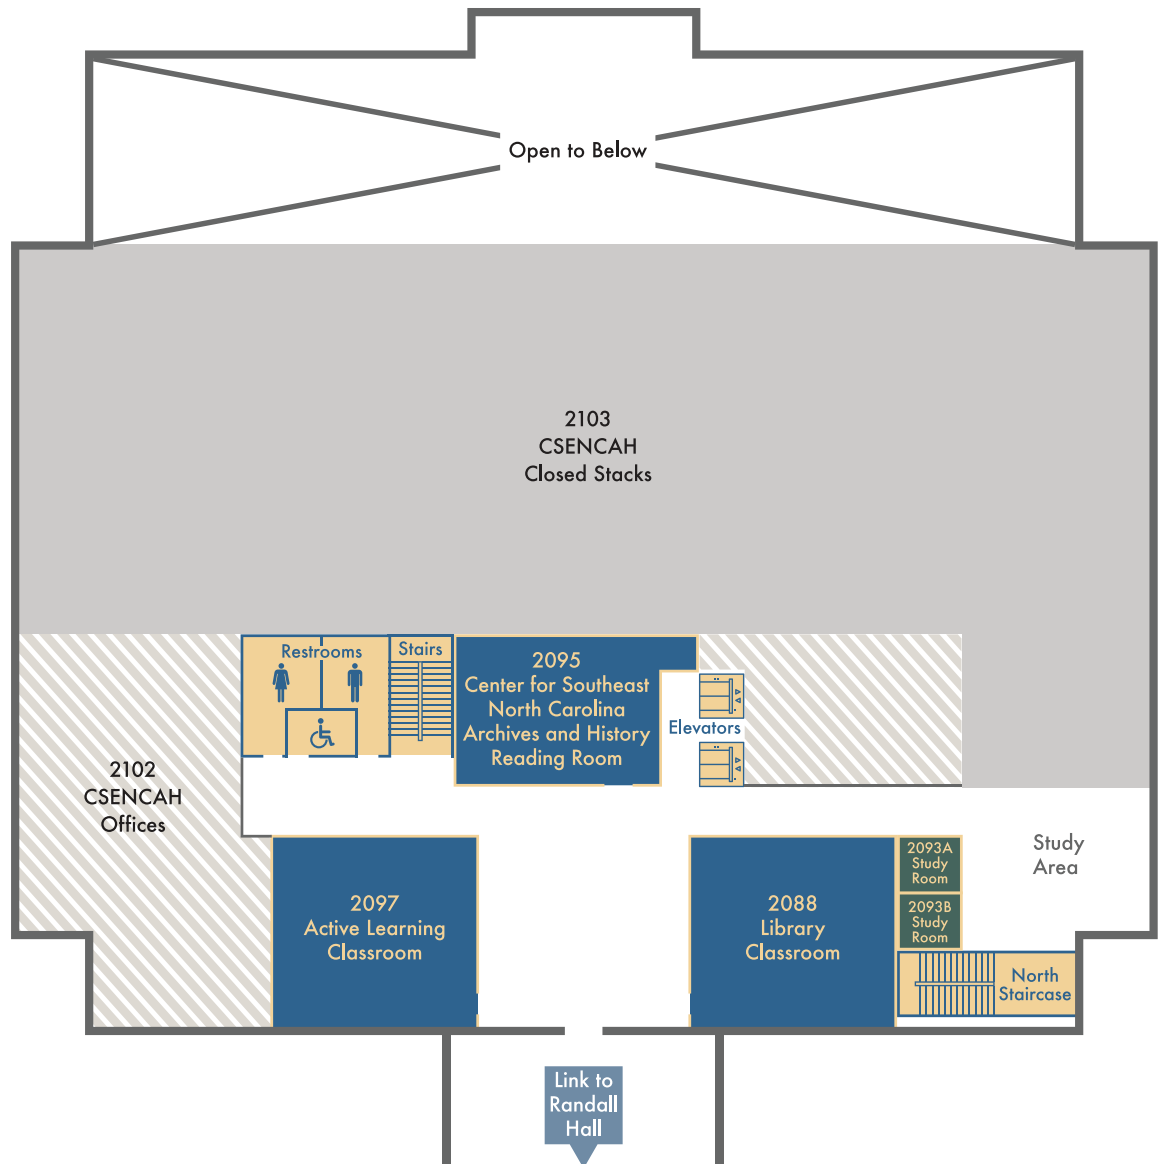 Open to Below
2103
CSENCAH
Closed Stacks
Restrooms
Stairs
2095
Center for Southeast
North Carolina
Archives and History
Reading Room
Elevators
2102
CSENCAH
Offices
2097
Active Learning
Classroom
2088
Library
Classroom
2093A
Study
Room
2093B
Study
Room
Study
Area
North
Staircase
Link to
Randall
Hall